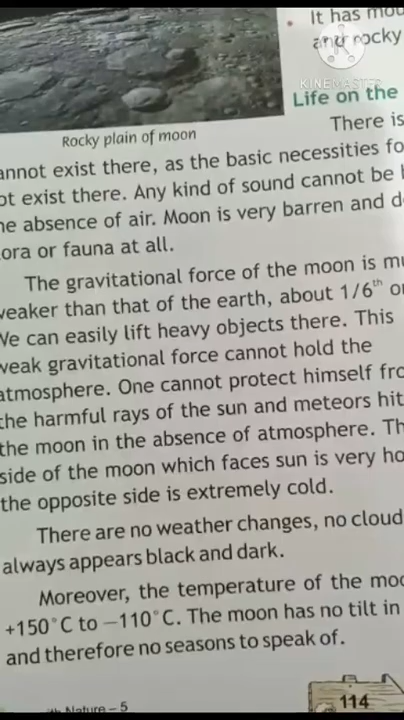 It has mou
and rocky
KINEMASTER
Life on the
Rocky plain of moon
There is
annot exist there, as the basic necessities fo
ot exist there. Any kind of sound cannot be
he absence of air. Moon is very barren and d
ora or fauna at all.
The gravitational force of the moon is mu
weaker than that of the earth, about 1/6th o
We can easily lift heavy objects there. This
weak gravitational force cannot hold the
atmosphere. One cannot protect himself fro
the harmful rays of the sun and meteors hit
the moon in the absence of atmosphere. Th
side of the moon which faces sun is very ho
the opposite side is extremely cold.
There are no weather changes, no cloud
always appears black and dark.
Moreover, the temperature of the moo
+150°C to −110°C. The moon has no tilt in
and therefore no seasons to speak of.
Nature – 5
114